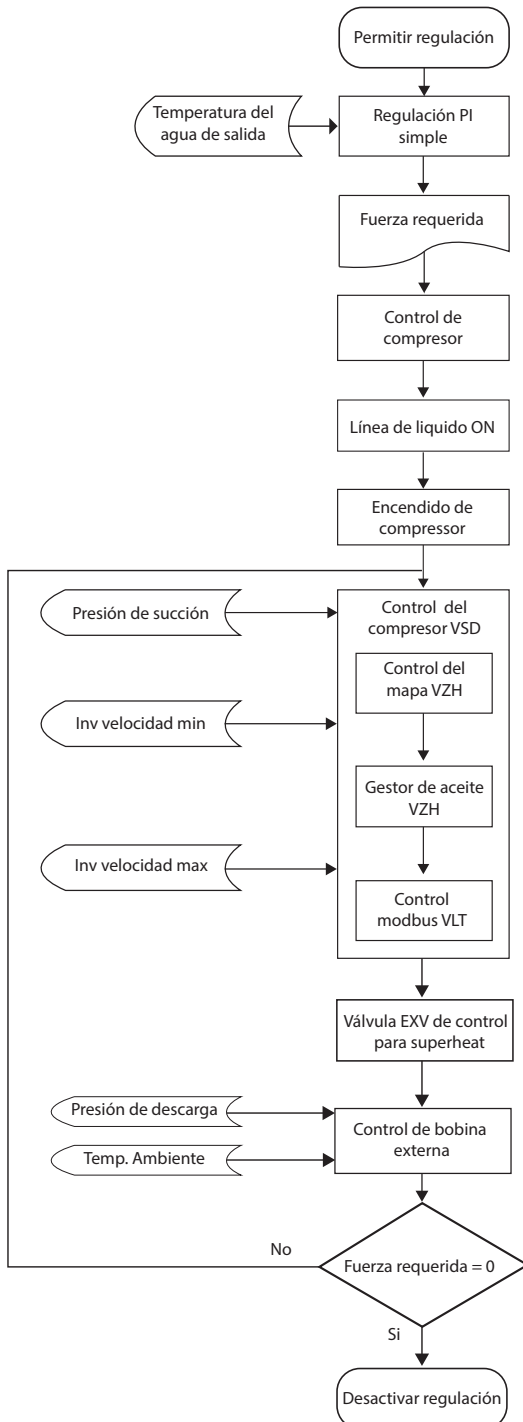 Permitir regulación
Temperatura del
agua de salida
Regulación PI
simple
Fuerza requerida
Control de
compresor
Línea de liquido ON
Encendido de
compressor
Presión de succión
Control del
compresor VSD
Control del
mapa VZH
Inv velocidad min
Gestor de aceite
VZH
Inv velocidad max
Control
modbus VLT
Válvula EXV de control
para superheat
Presión de descarga
Control de bobina
externa
Temp. Ambiente
No
Fuerza requerida = 0
Si
Desactivar regulación